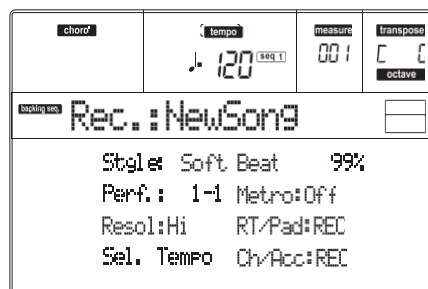 chord tempo measure transpose
♩ 120 seq 1 001 C C
octave
backing seq. Rec.:NewSong
Style: Soft Beat 99%
Perf.: 1-1 Metro:Off
Resol:Hi RT/Pad:REC
Sel. Tempo Ch/Acc:REC